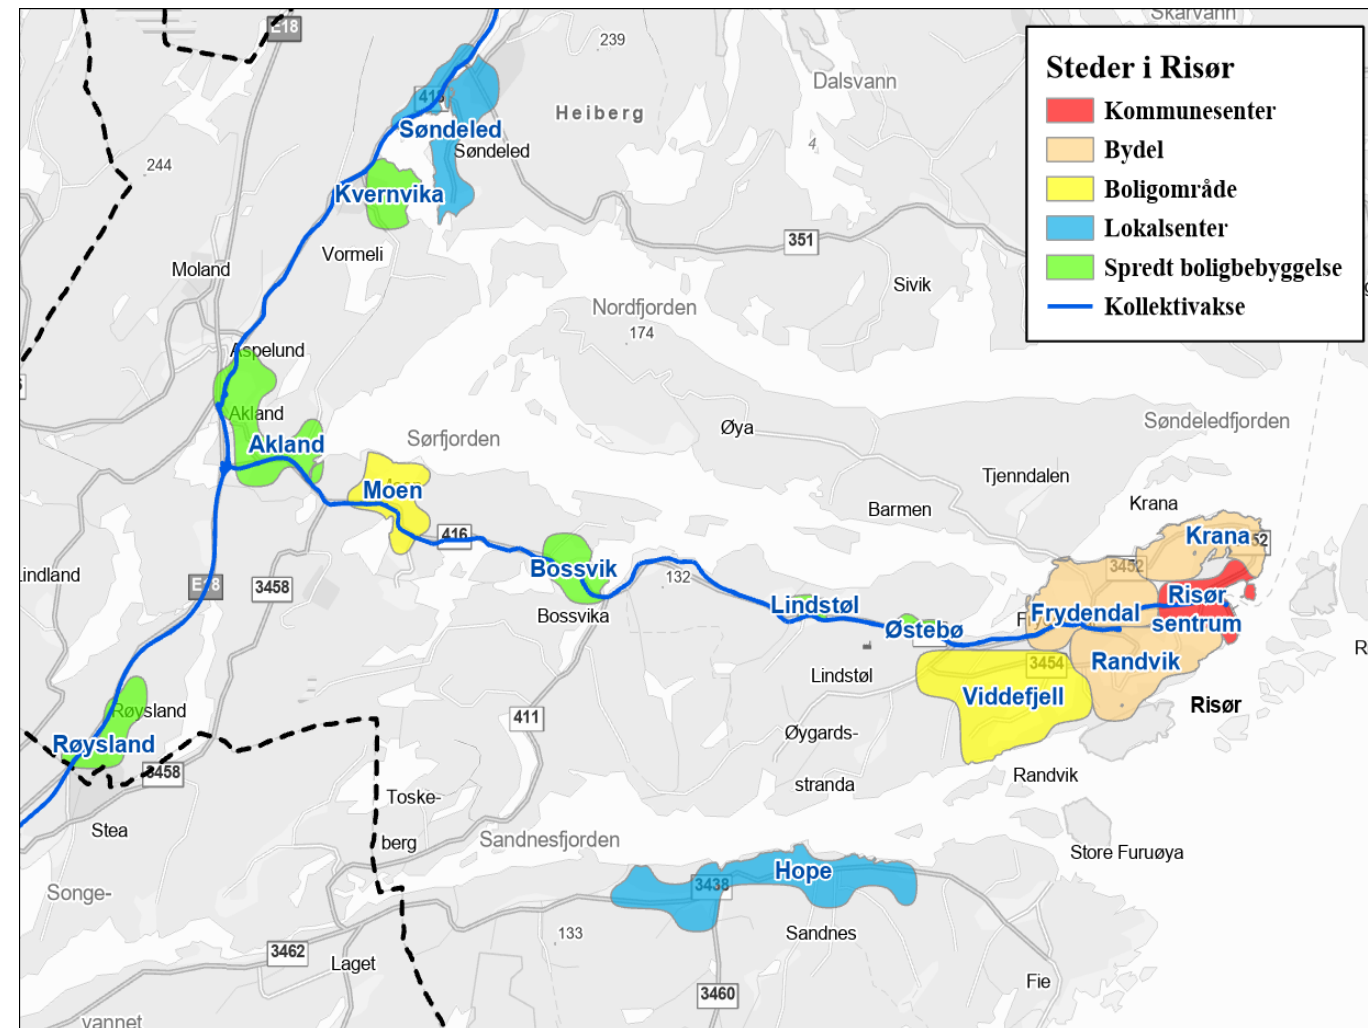 Skarvann
E18
239
Dalsvann
Steder i Risør
Kommunesenter
Bydel
Boligområde
Lokalsenter
Spredt boligbebyggelse
Kollektivakse
Heiberg
Søndeled
Søndeled
4
244
Kvernvika
351
Vormeli
Moland
Sivik
Nordfjorden
174
Aspelund
Akland
Akland
Sørfjorden
Øya
Søndeledfjorden
Tjenndalen
Moen
Barmen
Krana
Krana
416
3452
Bossvik
132
E18
3458
Bossvika
Lindstøl
Østebø
Frydendal
Risør
sentrum
3454
Randvik
Lindstøl
Viddefjell
Risør
Røysland
Røysland
411
Øygards-
stranda
Randvik
3458
Toske-
berg
Stea
Sandnesfjorden
Store Furuøya
Hope
3438
Songe-
133
Sandnes
3462
Laget
3460
Fie
vannet